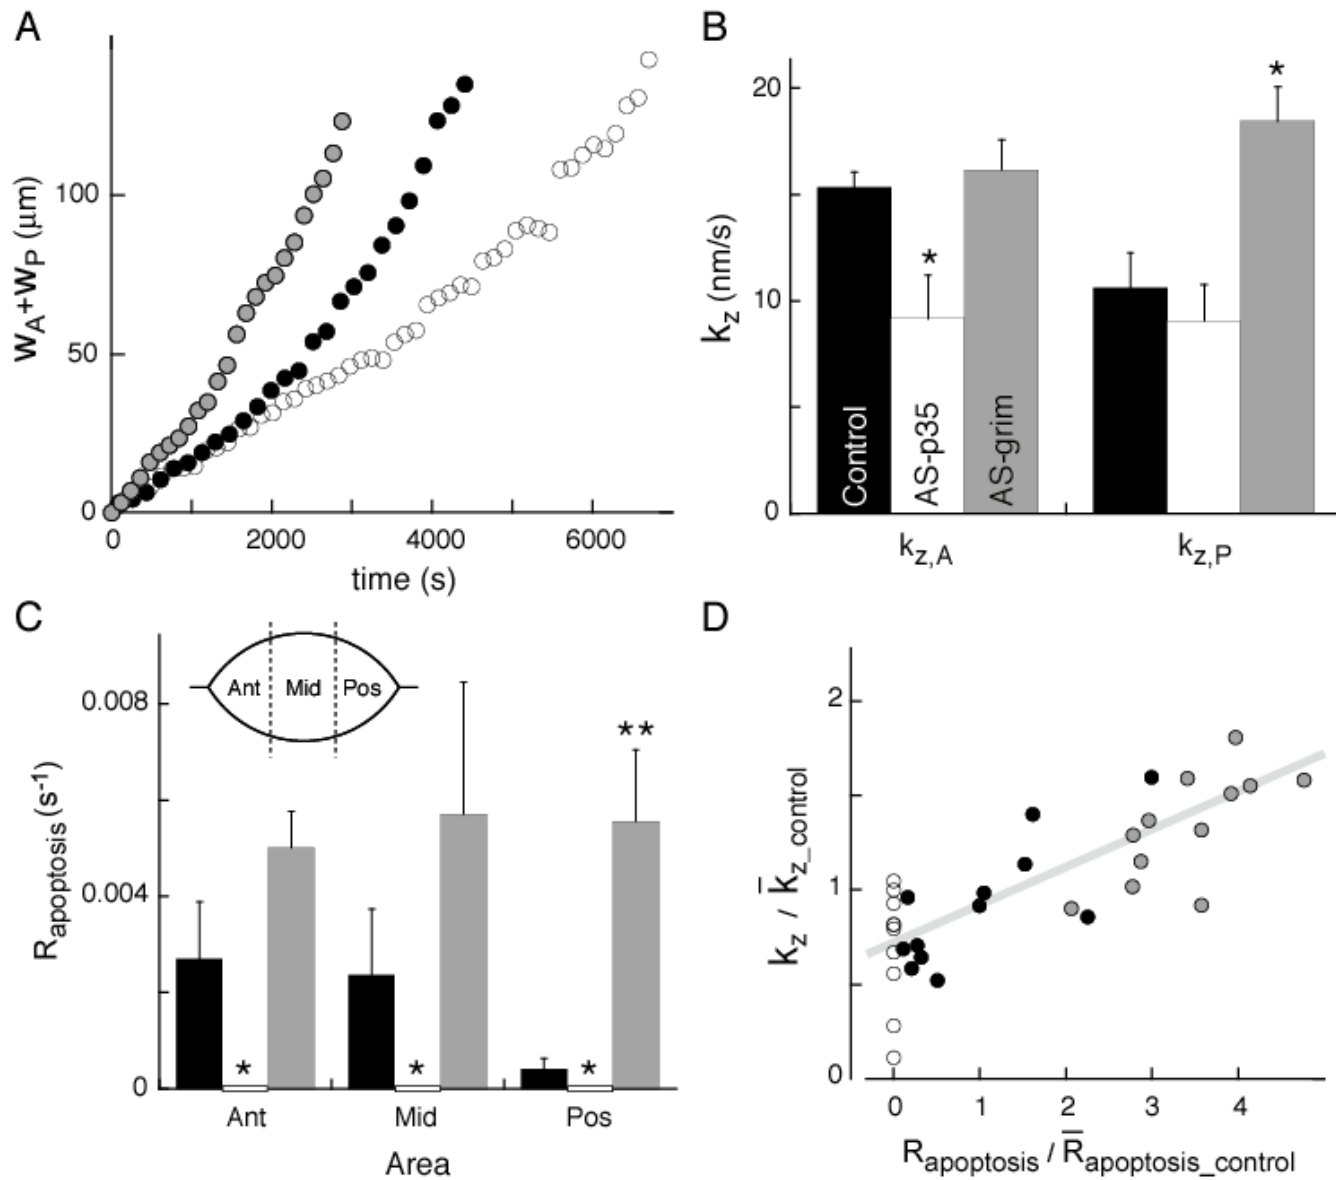 A
w_A+w_P (μm)
100
50
0
0 2000 4000 6000
time (s)
B
k_z (nm/s)
20
10
0
*
*
Control
AS-p35
AS-grim
k_z,A k_z,P
C
R_apoptosis (s^-1)
0.008
0.004
0
Ant Mid Pos
**
* * *
Ant Mid Pos
Area
D
k_z / k̄_z_control
2
1
0
0 1 2 3 4
R_apoptosis / R̄_apoptosis_control